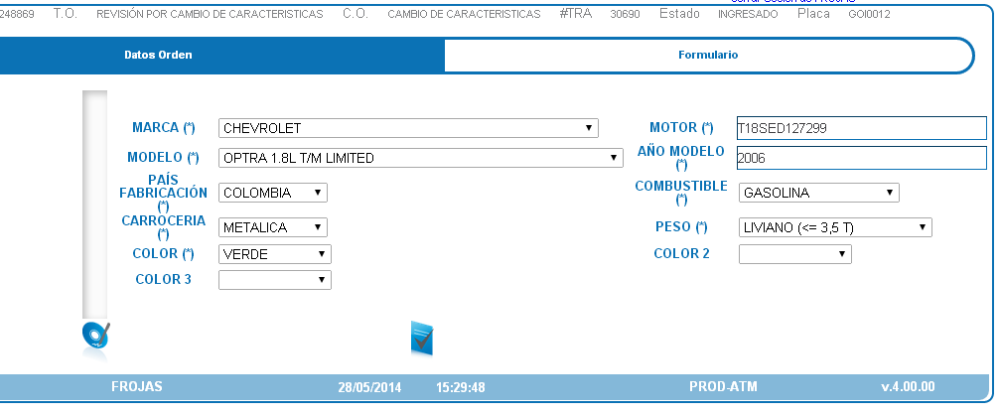 248869 T.O. REVISIÓN POR CAMBIO DE CARACTERISTICAS C.O. CAMBIO DE CARACTERISTICAS #TRA 30690 Estado INGRESADO Placa GOI0012
Datos Orden Formulario
MARCA (*) CHEVROLET MOTOR (*) T18SED127299
MODELO (*) OPTRA 1.8L T/M LIMITED AÑO MODELO (*) 2006
PAÍS FABRICACIÓN (*) COLOMBIA COMBUSTIBLE (*) GASOLINA
CARROCERIA (*) METALICA PESO (*) LIVIANO (<= 3,5 T)
COLOR (*) VERDE COLOR 2
COLOR 3
FROJAS 28/05/2014 15:29:48 PROD-ATM v.4.00.00